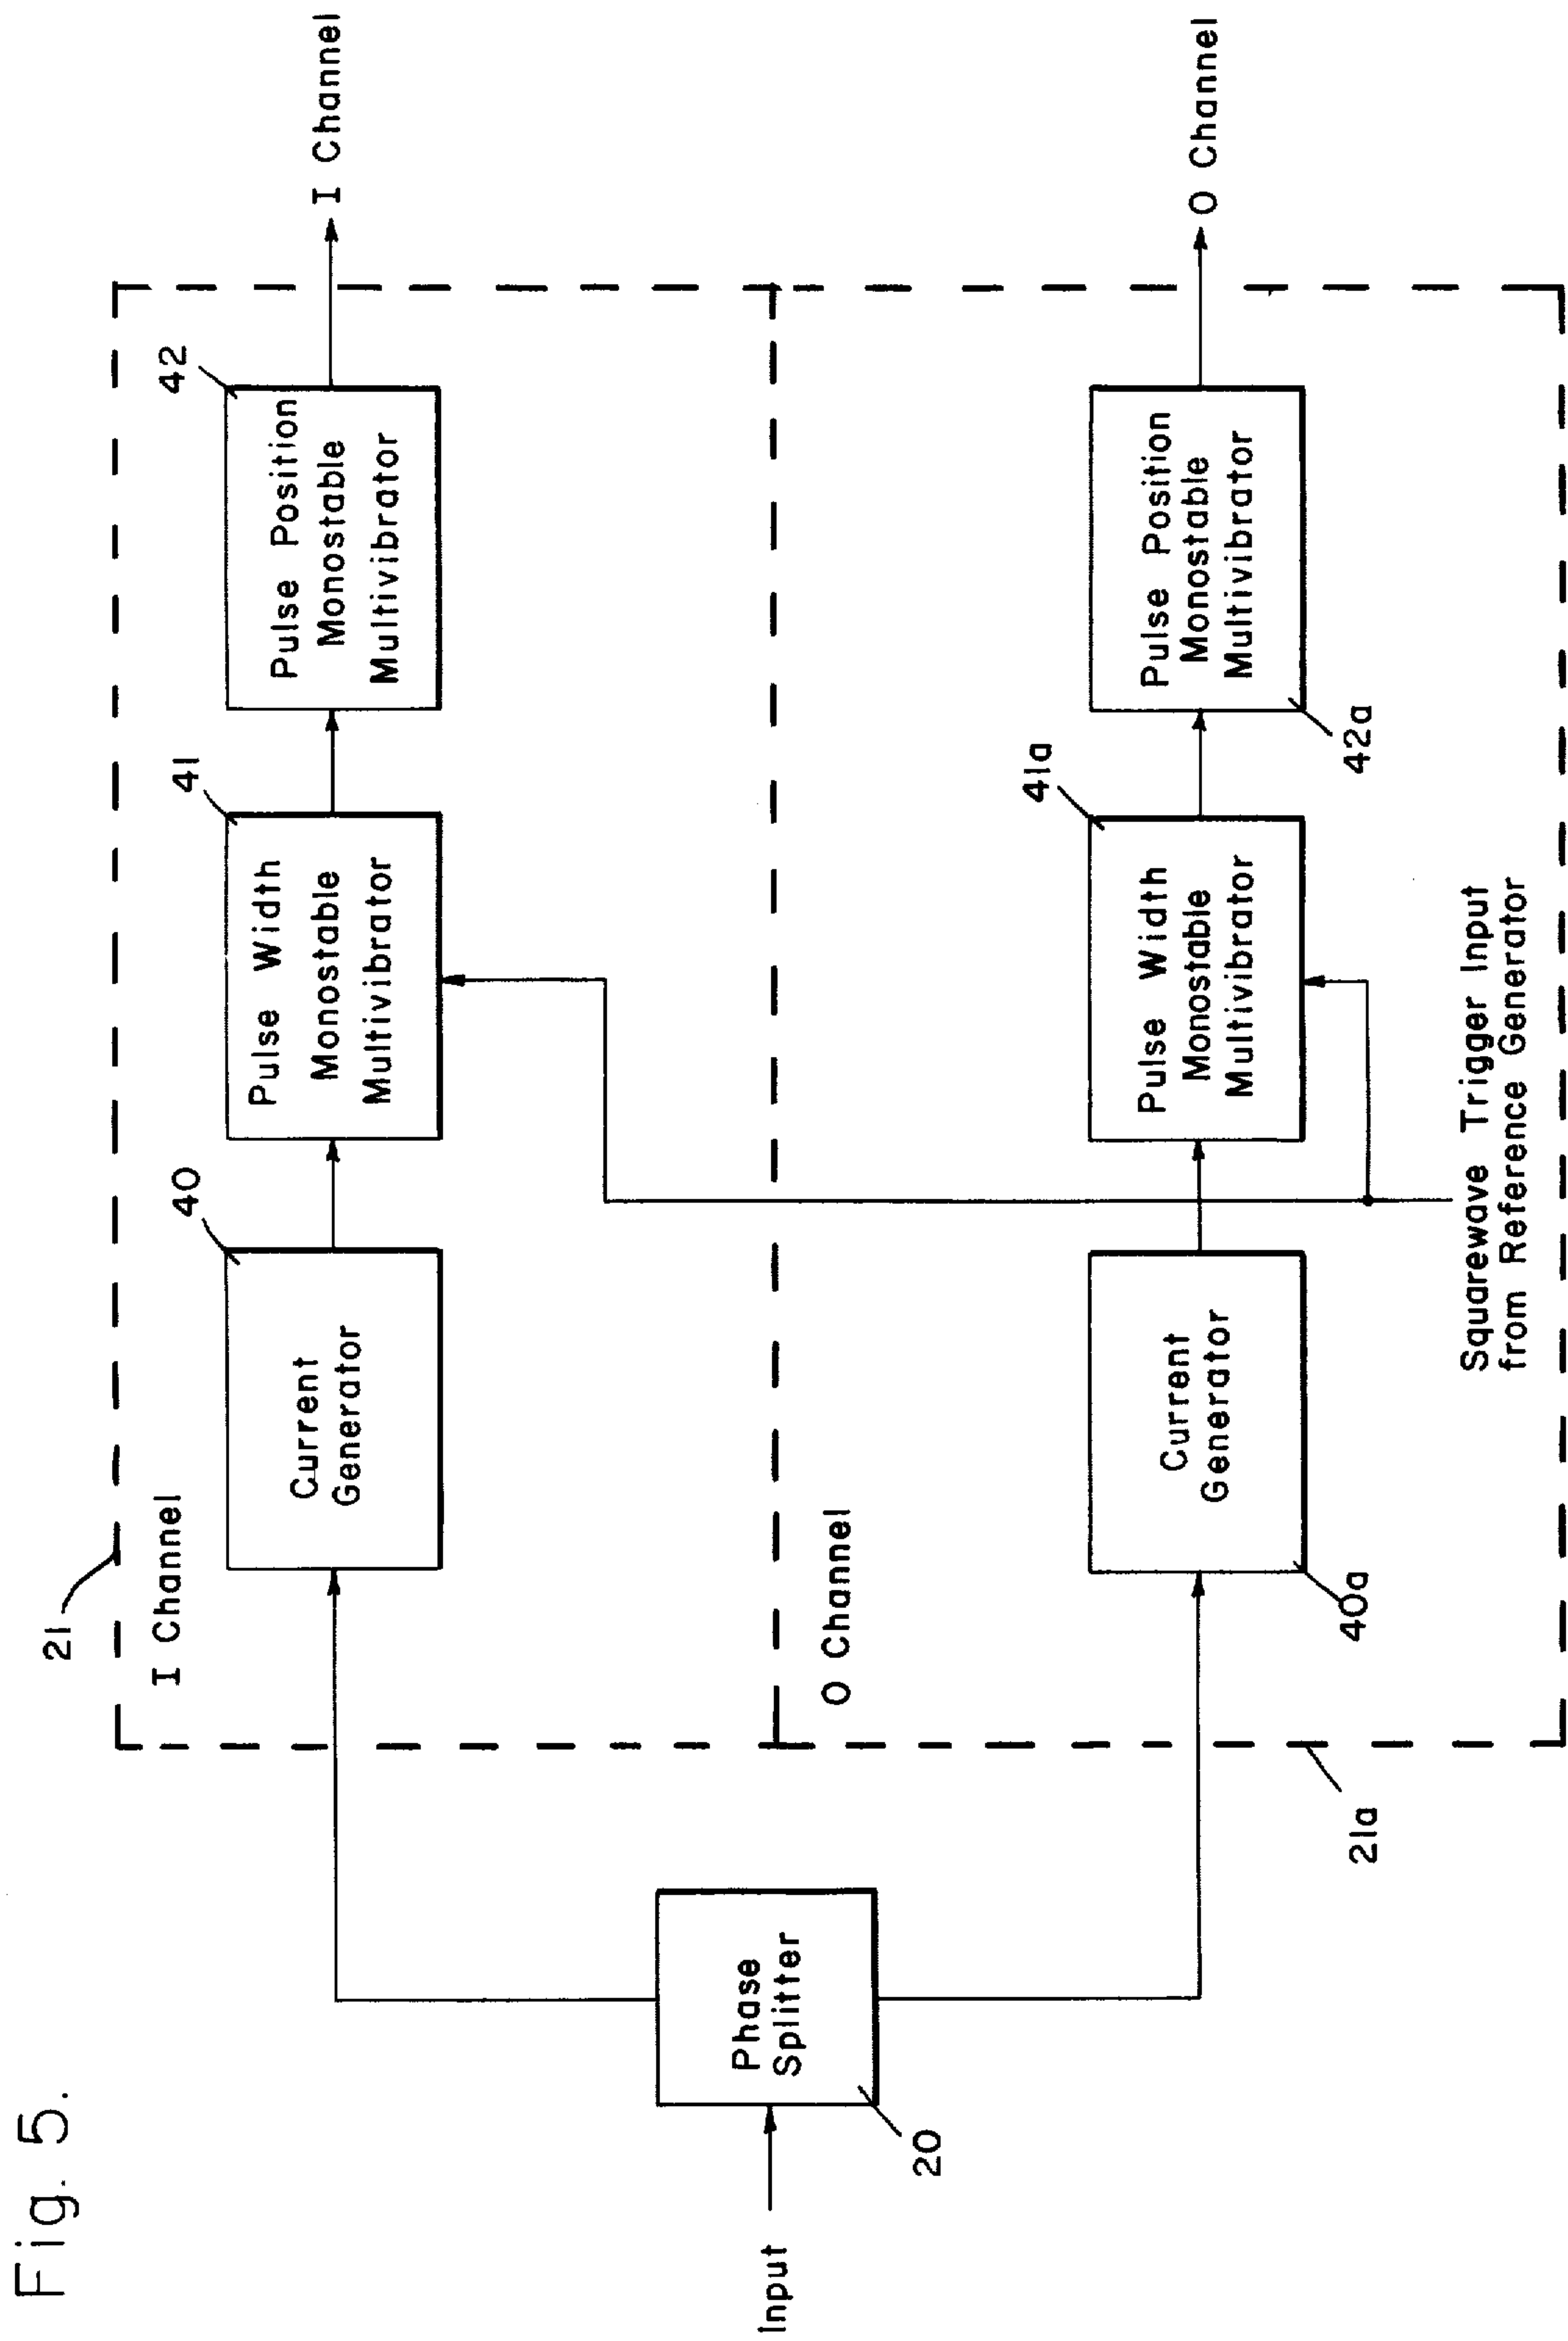 Fig. 5.
Input
Phase
Splitter
20
21
I Channel
Current
Generator
40
Pulse Width
Monostable
Multivibrator
41
Pulse Position
Monostable
Multivibrator
42
I Channel
21a
O Channel
Current
Generator
40a
Pulse Width
Monostable
Multivibrator
41a
Pulse Position
Monostable
Multivibrator
42a
O Channel
Squarewave Trigger Input
from Reference Generator